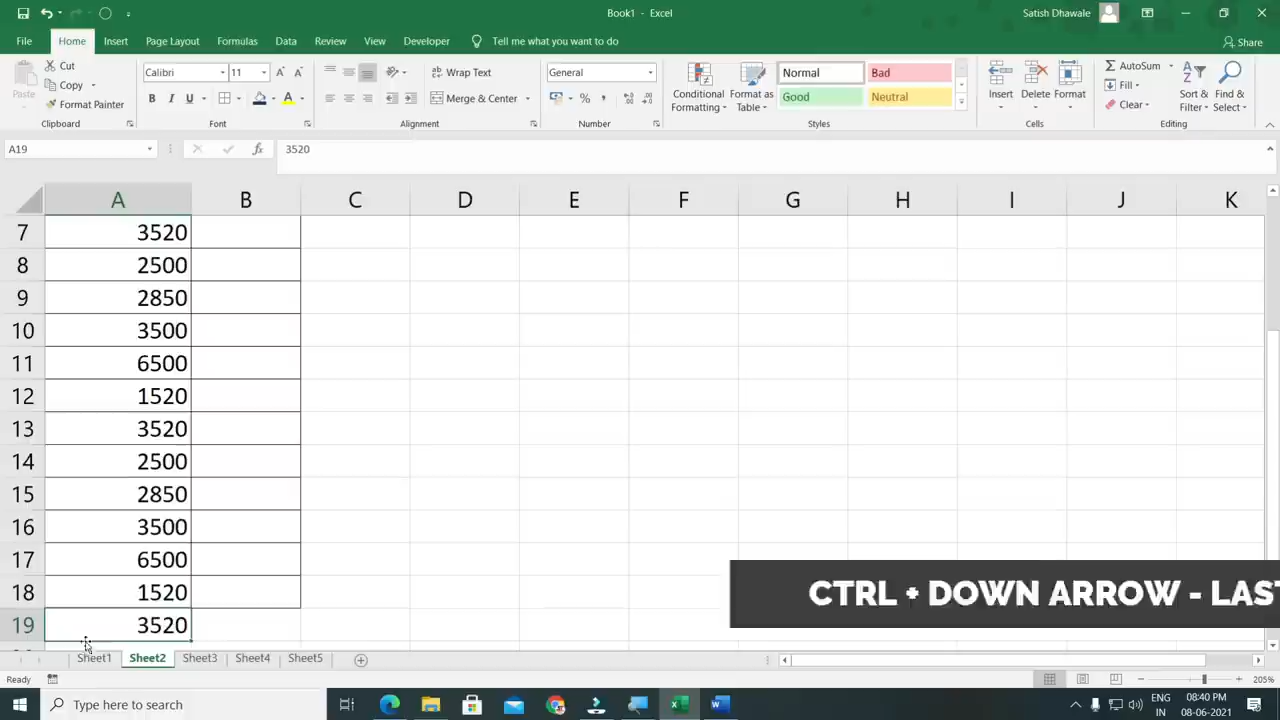 Book1 - Excel
Satish Dhawale
File Home Insert Page Layout Formulas Data Review View Developer Tell me what you want to do Share
Paste Cut Calibri 11 Wrap Text General Conditional Formatting Format as Table Normal Bad Insert Delete Format AutoSum Sort & Filter Find & Select
Copy B I U Merge & Center % , Good Neutral Fill
Format Painter Clear
Clipboard Font Alignment Number Styles Cells Editing
A19 fx 3520
A B C D E F G H I J K
7 3520
8 2500
9 2850
10 3500
11 6500
12 1520
13 3520
14 2500
15 2850
16 3500
17 6500
18 1520
CTRL + DOWN ARROW - LAS
19 3520
Sheet1 Sheet2 Sheet3 Sheet4 Sheet5
Ready 205%
Type here to search
ENG 08:40 PM
IN 08-06-2021